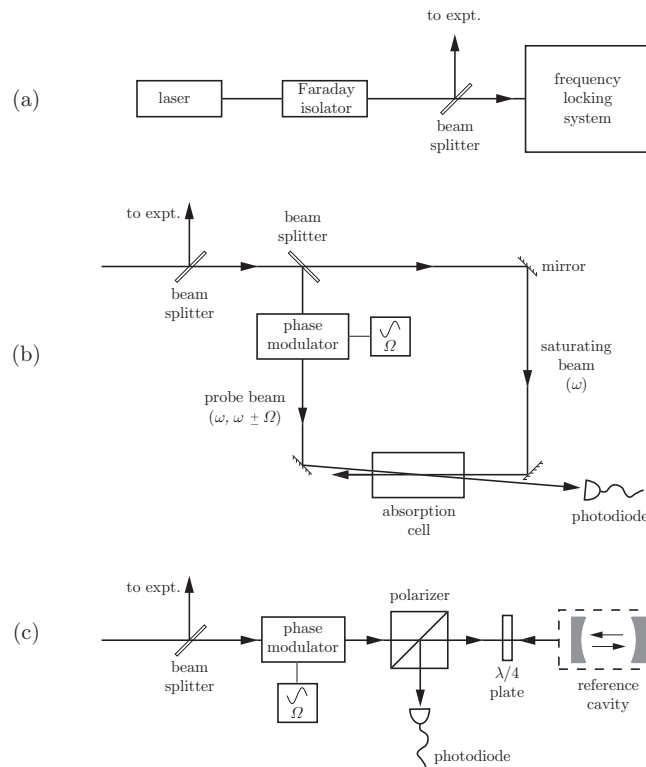 (a)
to expt.
laser
Faraday
isolator
beam
splitter
frequency
locking
system
(b)
to expt.
beam
splitter
beam
splitter
mirror
phase
modulator
Ω
saturating
beam
(ω)
probe beam
(ω, ω ± Ω)
absorption
cell
photodiode
(c)
to expt.
beam
splitter
phase
modulator
Ω
polarizer
λ/4
plate
reference
cavity
photodiode